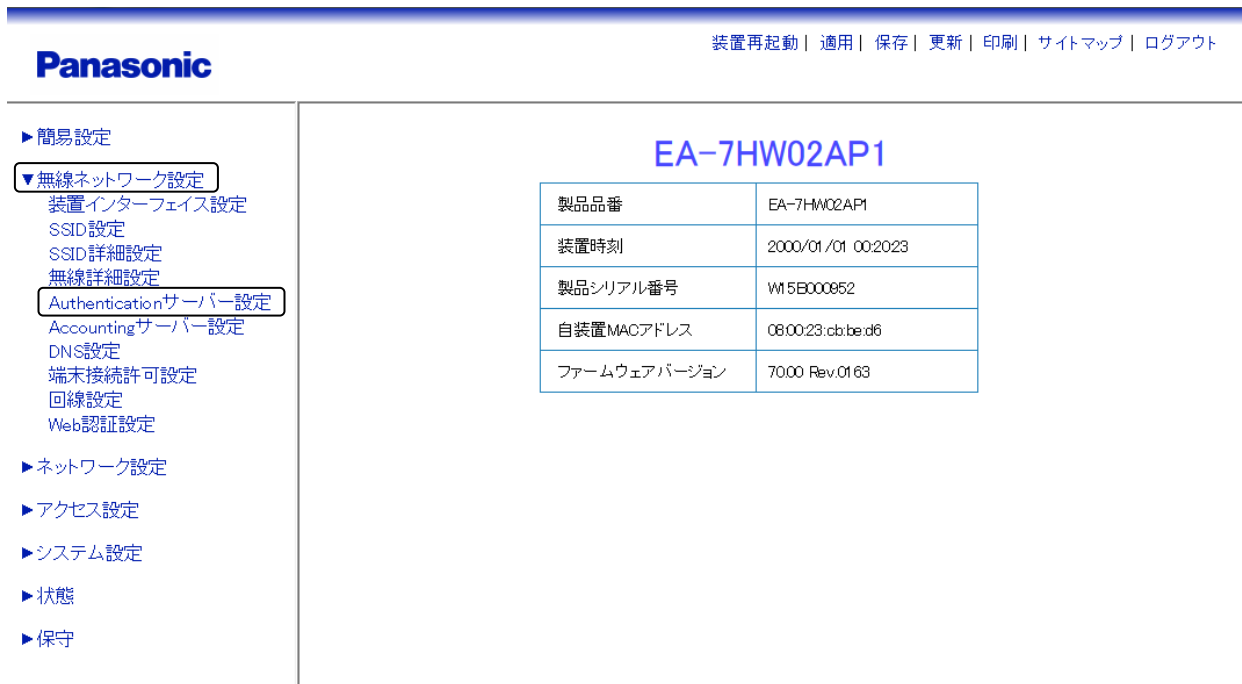 Panasonic
装置再起動| 適用| 保存| 更新| 印刷| サイトマップ| ログアウト
▶簡易設定
▼無線ネットワーク設定
装置インターフェイス設定
SSID設定
SSID詳細設定
無線詳細設定
Authenticationサーバー設定
Accountingサーバー設定
DNS設定
端末接続許可設定
回線設定
Web認証設定
▶ネットワーク設定
▶アクセス設定
▶システム設定
▶状態
▶保守
EA-7HW02AP1
製品品番 EA-7HW02AP1
装置時刻 2000/01/01 00:20:23
製品シリアル番号 W15B000952
自装置MACアドレス 08:00:23:cb:be:d6
ファームウェアバージョン 70.00 Rev.0163